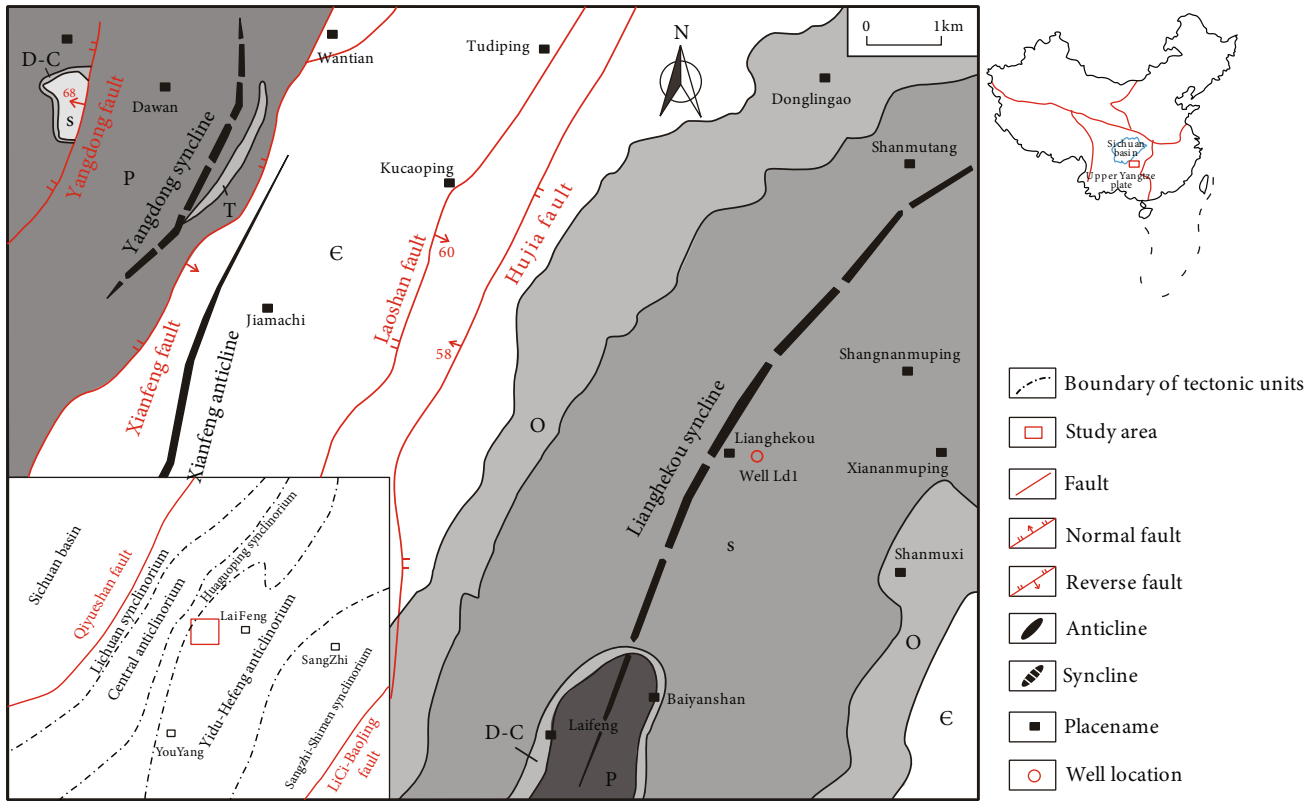 0 1km
N
D-C
68
s
Dawan
Yangdong fault
P
Yangdong syncline
T
Wantian
Tudiping
Kucaoping
Є
60
Laoshan fault
Hujia fault
58
Jiamachi
Xianfeng fault
Xianfeng anticline
Donglingao
Shanmutang
Shangnanmuping
O
Lianghekou syncline
Lianghekou
Well Ld1
Xiananmuping
s
Shanmuxi
O
Є
Baiyanshan
Laifeng
D-C
P
Sichuan basin
Qiyueshan fault
Lichuan synclinorium
Central anticlinorium
Huaguoping synclinorium
LaiFeng
SangZhi
Yidu-Hefeng anticlinorium
YouYang
Sangzhi-Shimen synclinorium
LiCi-BaoJing
fault
Sichuan
basin
Upper Yangtze
plate
Boundary of tectonic units
Study area
Fault
Normal fault
Reverse fault
Anticline
Syncline
Placename
Well location